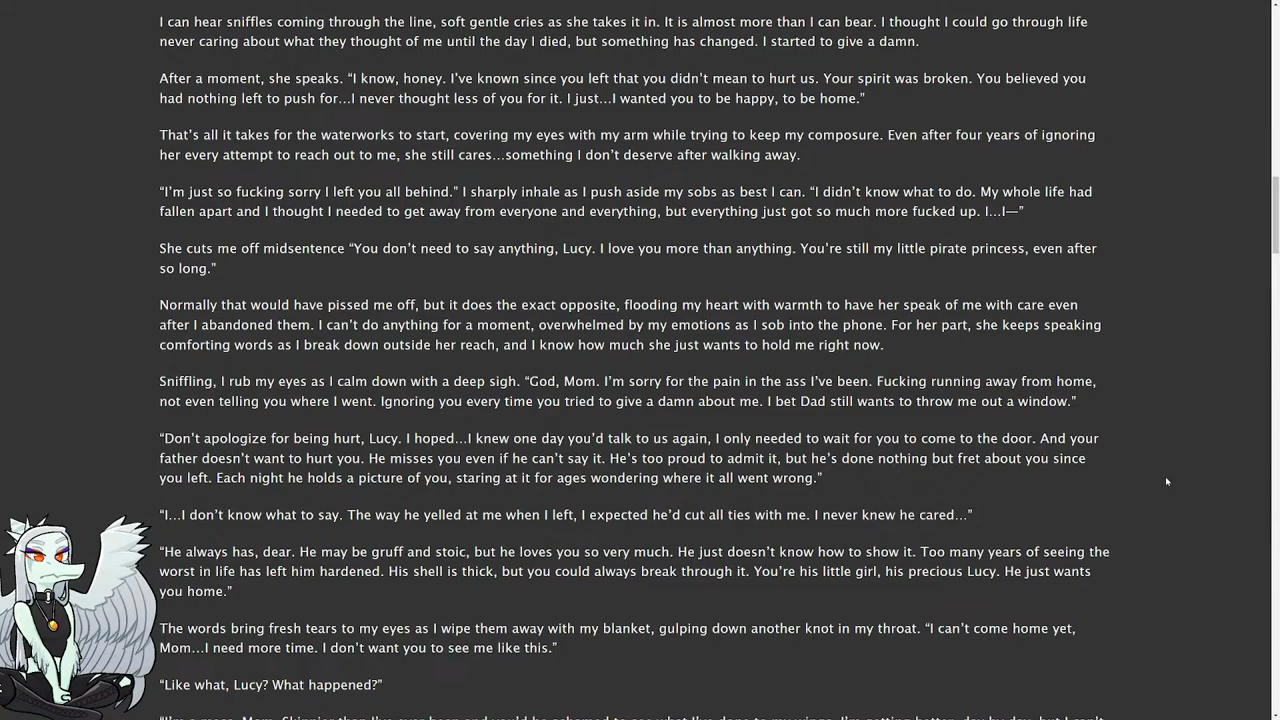 I can hear sniffles coming through the line, soft gentle cries as she takes it in. It is almost more than I can bear. I thought I could go through life
never caring about what they thought of me until the day I died, but something has changed. I started to give a damn.
After a moment, she speaks. “I know, honey. I’ve known since you left that you didn’t mean to hurt us. Your spirit was broken. You believed you
had nothing left to push for…I never thought less of you for it. I just…I wanted you to be happy, to be home.”
That’s all it takes for the waterworks to start, covering my eyes with my arm while trying to keep my composure. Even after four years of ignoring
her every attempt to reach out to me, she still cares…something I don’t deserve after walking away.
“I’m just so fucking sorry I left you all behind.” I sharply inhale as I push aside my sobs as best I can. “I didn’t know what to do. My whole life had
fallen apart and I thought I needed to get away from everyone and everything, but everything just got so much more fucked up. I…I—”
She cuts me off midsentence “You don’t need to say anything, Lucy. I love you more than anything. You’re still my little pirate princess, even after
so long.”
Normally that would have pissed me off, but it does the exact opposite, flooding my heart with warmth to have her speak of me with care even
after I abandoned them. I can’t do anything for a moment, overwhelmed by my emotions as I sob into the phone. For her part, she keeps speaking
comforting words as I break down outside her reach, and I know how much she just wants to hold me right now.
Sniffling, I rub my eyes as I calm down with a deep sigh. “God, Mom. I’m sorry for the pain in the ass I’ve been. Fucking running away from home,
not even telling you where I went. Ignoring you every time you tried to give a damn about me. I bet Dad still wants to throw me out a window.”
“Don’t apologize for being hurt, Lucy. I hoped…I knew one day you’d talk to us again, I only needed to wait for you to come to the door. And your
father doesn’t want to hurt you. He misses you even if he can’t say it. He’s too proud to admit it, but he’s done nothing but fret about you since
you left. Each night he holds a picture of you, staring at it for ages wondering where it all went wrong.”
“I…I don’t know what to say. The way he yelled at me when I left, I expected he’d cut all ties with me. I never knew he cared…”
“He always has, dear. He may be gruff and stoic, but he loves you so very much. He just doesn’t know how to show it. Too many years of seeing the
worst in life has left him hardened. His shell is thick, but you could always break through it. You’re his little girl, his precious Lucy. He just wants
you home.”
The words bring fresh tears to my eyes as I wipe them away with my blanket, gulping down another knot in my throat. “I can’t come home yet,
Mom…I need more time. I don’t want you to see me like this.”
“Like what, Lucy? What happened?”
“I’m a mess, Mom. Skinnier than I’ve ever been and you’d be ashamed to see what I’ve done to my wings. I’m getting better, day by day, but I can’t